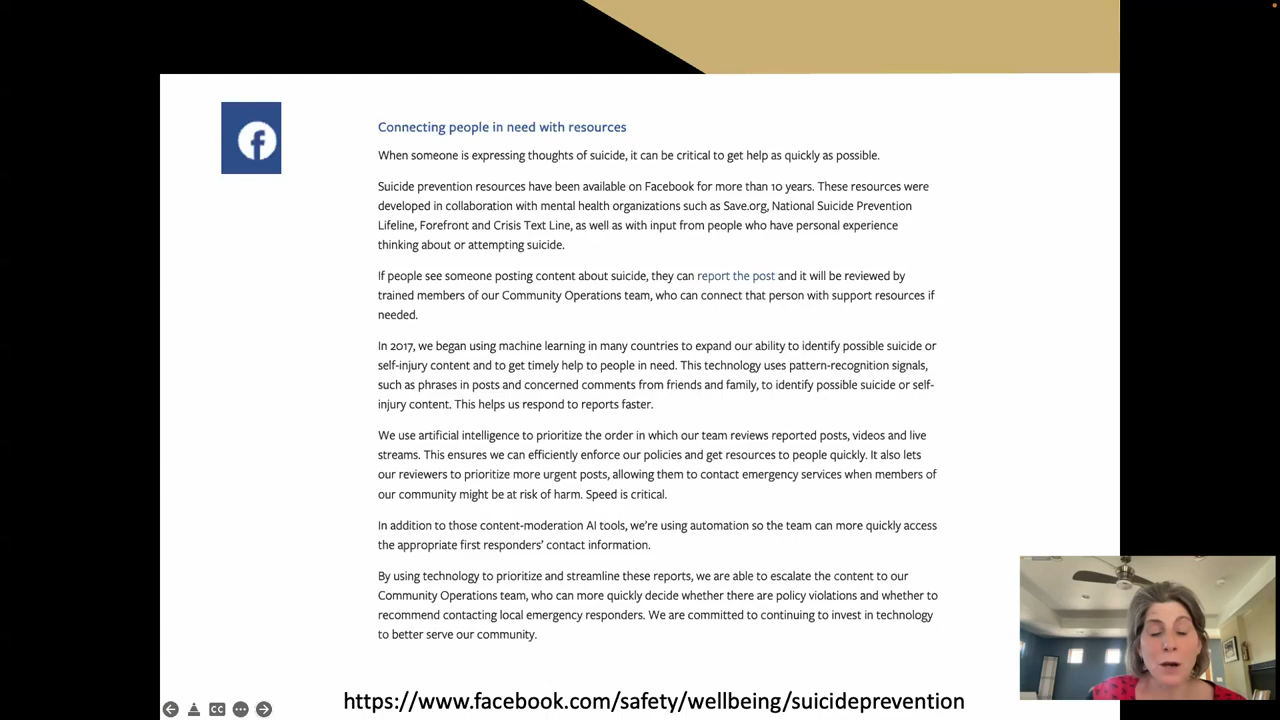 Connecting people in need with resources
When someone is expressing thoughts of suicide, it can be critical to get help as quickly as possible.
Suicide prevention resources have been available on Facebook for more than 10 years. These resources were
developed in collaboration with mental health organizations such as Save.org, National Suicide Prevention
Lifeline, Forefront and Crisis Text Line, as well as with input from people who have personal experience
thinking about or attempting suicide.
If people see someone posting content about suicide, they can report the post and it will be reviewed by
trained members of our Community Operations team, who can connect that person with support resources if
needed.
In 2017, we began using machine learning in many countries to expand our ability to identify possible suicide or
self-injury content and to get timely help to people in need. This technology uses pattern-recognition signals,
such as phrases in posts and concerned comments from friends and family, to identify possible suicide or self-
injury content. This helps us respond to reports faster.
We use artificial intelligence to prioritize the order in which our team reviews reported posts, videos and live
streams. This ensures we can efficiently enforce our policies and get resources to people quickly. It also lets
our reviewers to prioritize more urgent posts, allowing them to contact emergency services when members of
our community might be at risk of harm. Speed is critical.
In addition to those content-moderation AI tools, we're using automation so the team can more quickly access
the appropriate first responders' contact information.
By using technology to prioritize and streamline these reports, we are able to escalate the content to our
Community Operations team, who can more quickly decide whether there are policy violations and whether to
recommend contacting local emergency responders. We are committed to continuing to invest in technology
to better serve our community.
https://www.facebook.com/safety/wellbeing/suicideprevention
CC